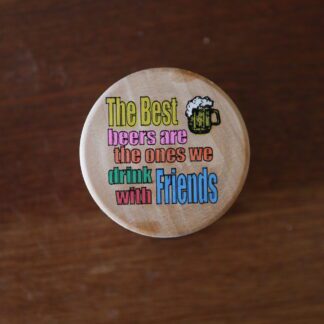 The Best
beers are
the ones we
drink
with Friends